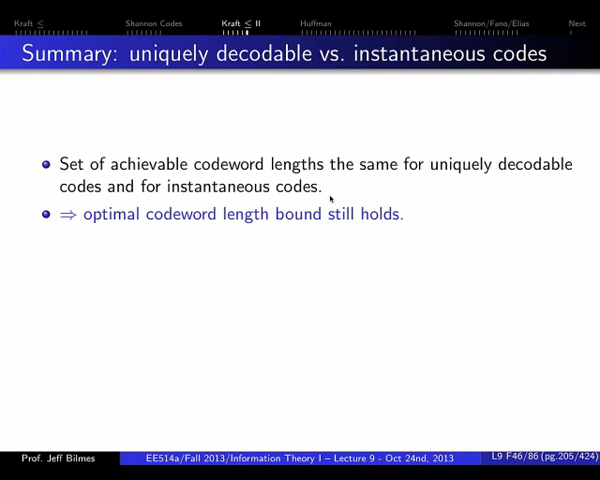 Kraft ≤ Shannon Codes Kraft ≤ II Huffman Shannon/Fano/Elias Next
Summary: uniquely decodable vs. instantaneous codes
Set of achievable codeword lengths the same for uniquely decodable
codes and for instantaneous codes.
⇒ optimal codeword length bound still holds.
Prof. Jeff Bilmes EE514a/Fall 2013/Information Theory I – Lecture 9 - Oct 24nd, 2013 L9 F46/86 (pg.205/424)